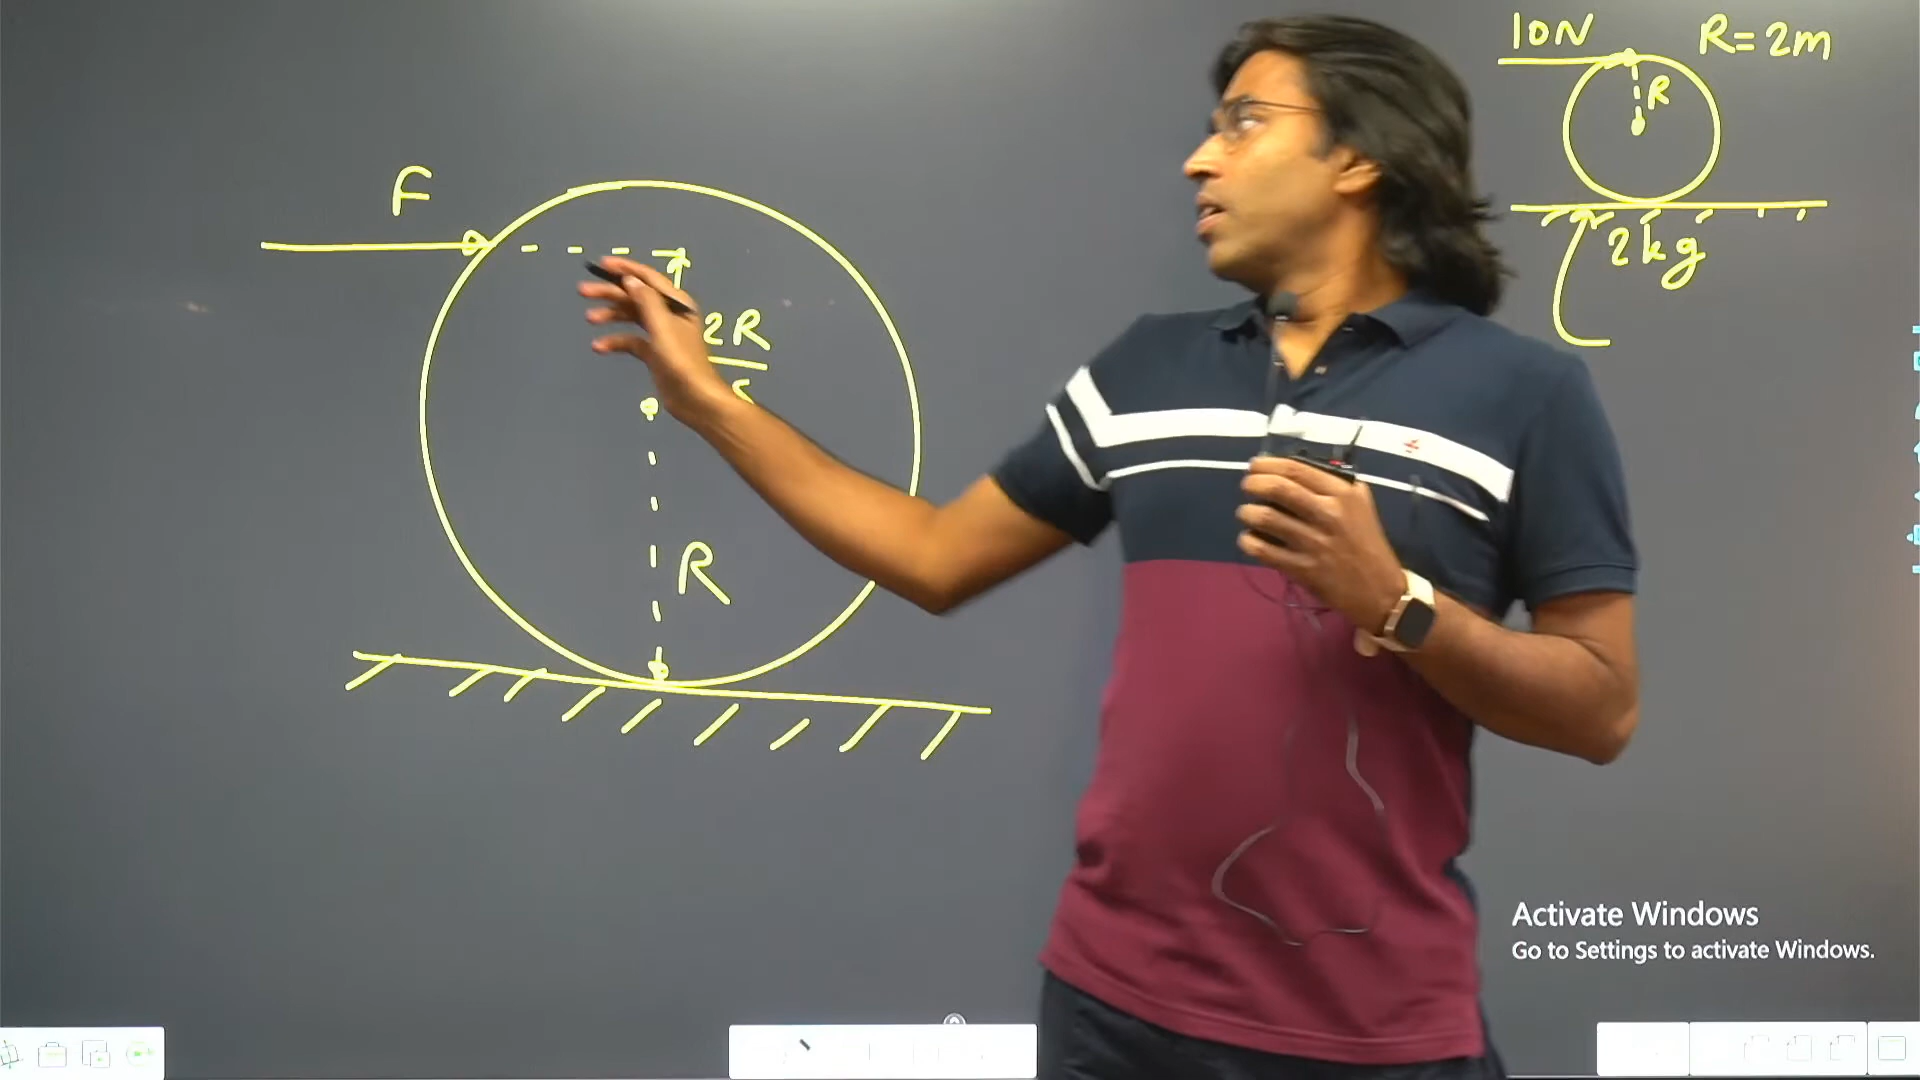 10N R=2m
R
2kg
F
2R
R
Activate Windows
Go to Settings to activate Windows.